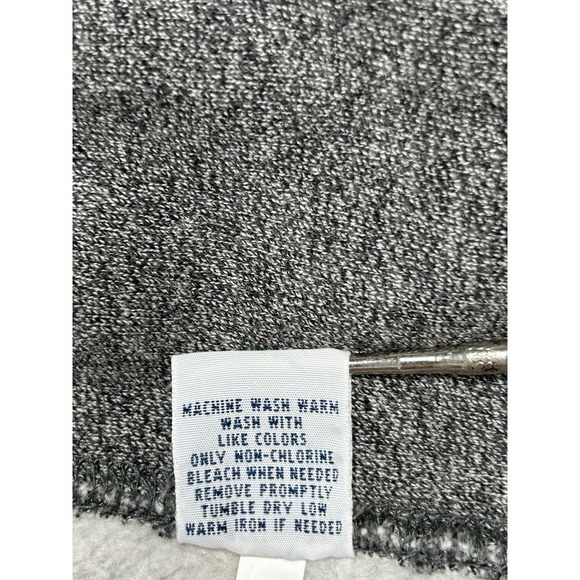 MACHINE WASH WARM
WASH WITH
LIKE COLORS
ONLY NON-CHLORINE
BLEACH WHEN NEEDED
REMOVE PROMPTLY
TUMBLE DRY LOW
WARM IRON IF NEEDED